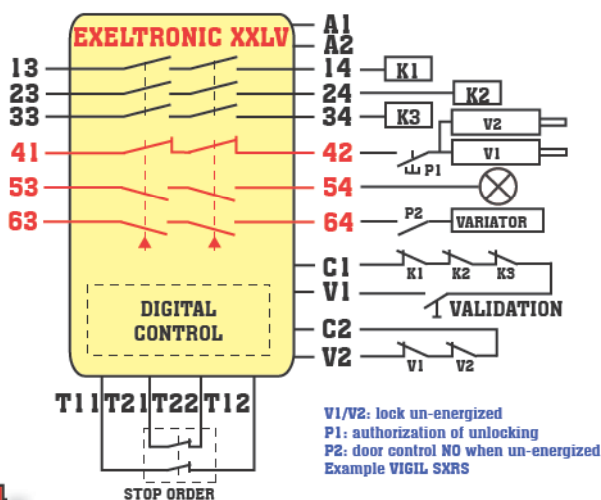 EXELTRONIC XXLV
A1
A2
13 14 K1
23 24 K2
33 34 K3
V2
41 42 P1 V1
53 54
63 64 P2 VARIATOR
C1 K1 K2 K3
V1 VALIDATION
DIGITAL
CONTROL
C2
V2 V1 V2
T11 T21 T22 T12
V1/V2: lock un-energized
P1: authorization of unlocking
P2: door control NO when un-energized
Example VIGIL SXRS
STOP ORDER